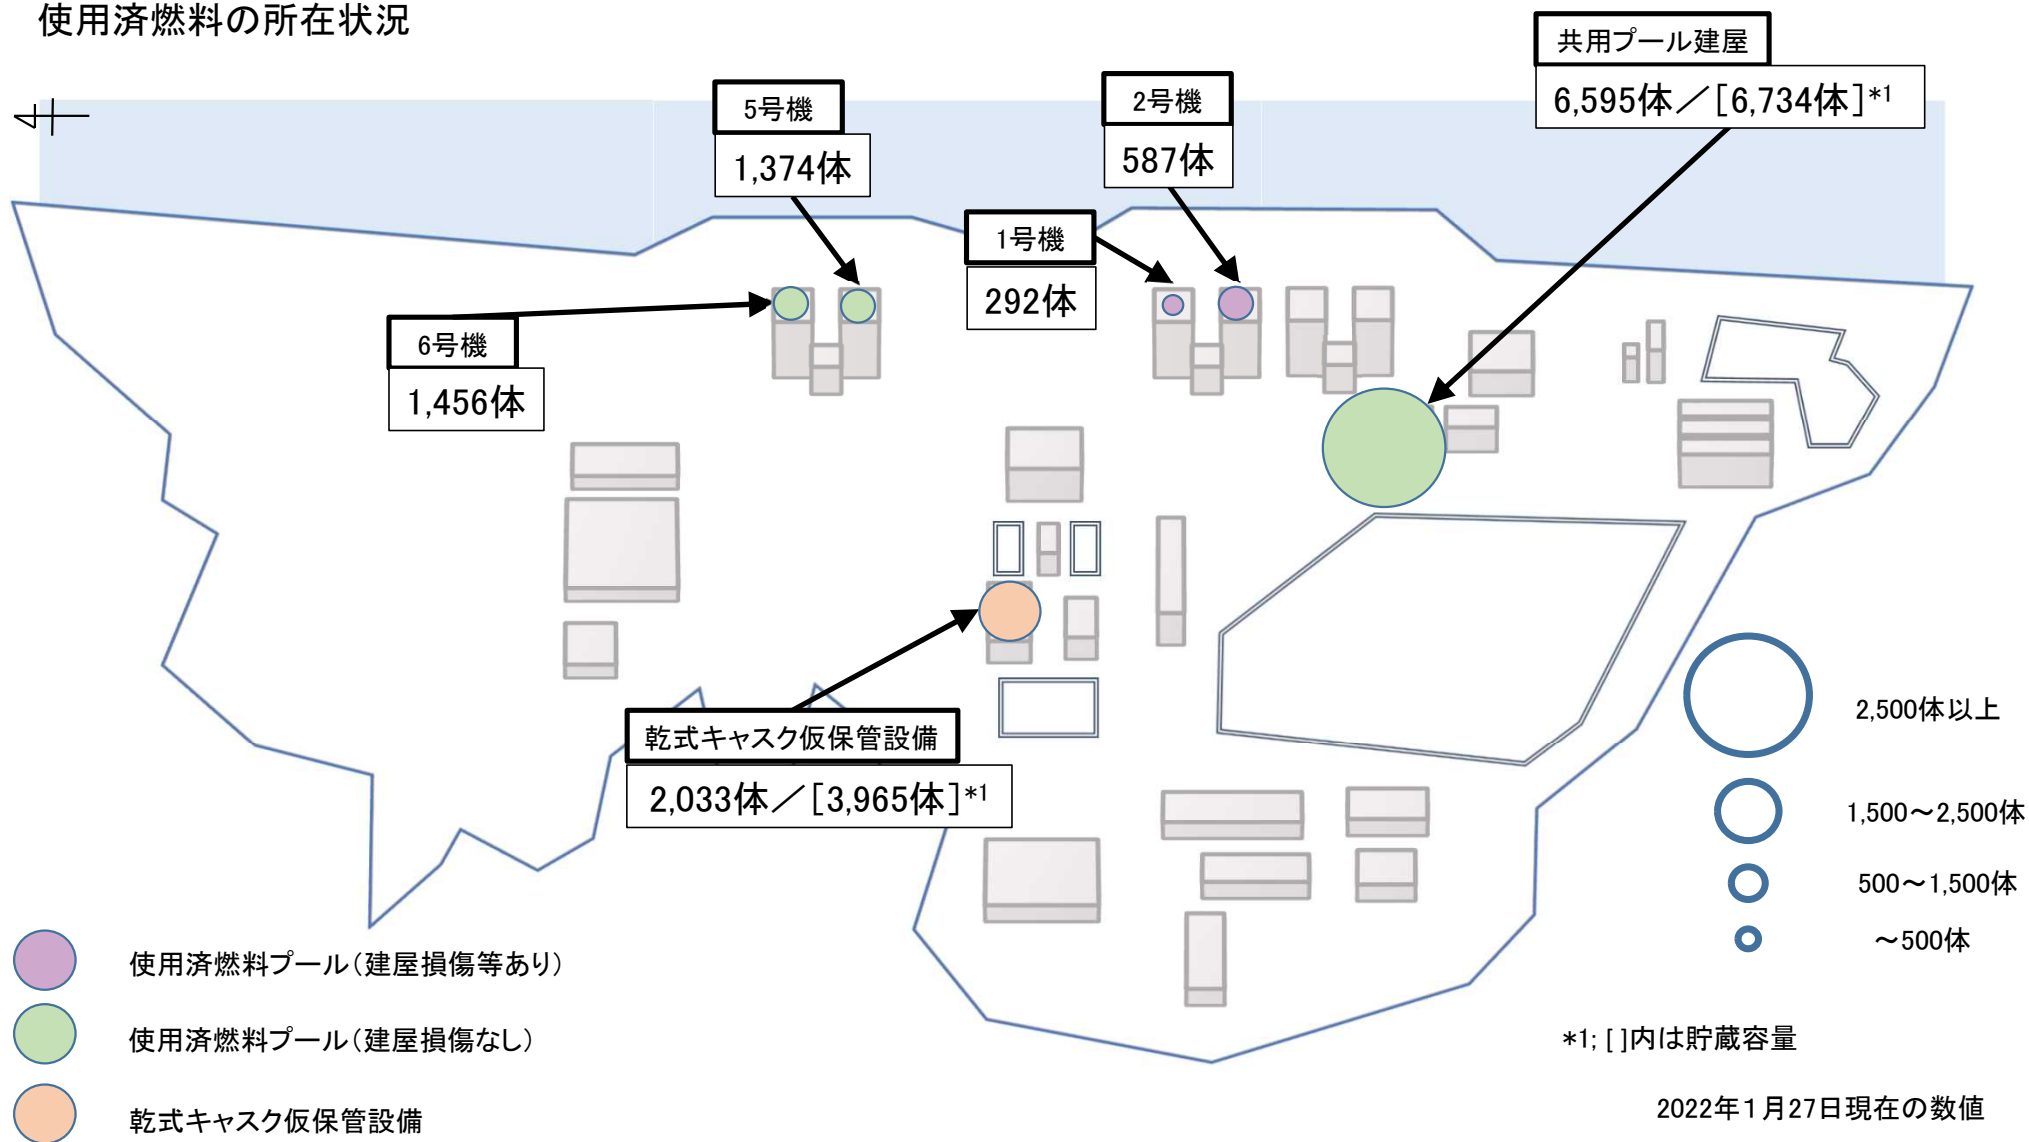 使用済燃料の所在状況
共用プール建屋
6,595体／[6,734体]*1
5号機
1,374体
2号機
587体
1号機
292体
6号機
1,456体
乾式キャスク仮保管設備
2,033体／[3,965体]*1
2,500体以上
1,500～2,500体
500～1,500体
～500体
使用済燃料プール(建屋損傷等あり)
使用済燃料プール(建屋損傷なし)
乾式キャスク仮保管設備
*1; [ ]内は貯蔵容量
2022年1月27日現在の数値